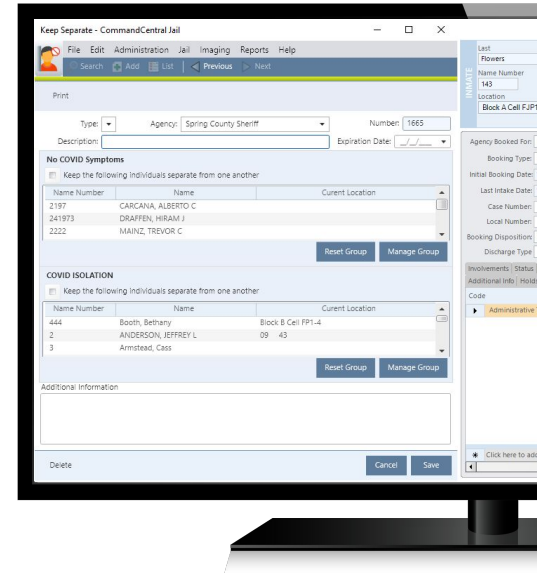 Keep Separate - CommandCentral Jail
File Edit Administration Jail Imaging Reports Help
Search Add List Previous Next
Print
Type: Agency: Spring County Sheriff Number: 1665
Description: Expiration Date: _/_/___
No COVID Symptoms
Keep the following individuals separate from one another
Name Number Name Curent Location
2197 CARCANA, ALBERTO C
241973 DRAFFEN, HIRAM J
2222 MAINZ, TREVOR C
Reset Group Manage Group
COVID ISOLATION
Keep the following individuals separate from one another
Name Number Name Curent Location
444 Booth, Bethany Block B Cell FP1-4
2 ANDERSON, JEFFREY L 09 43
3 Armstead, Cass
Reset Group Manage Group
Additional Information
Delete Cancel Save
INMATE
Last
Flowers
Name Number
143
Location
Block A Cell FJP1
Agency Booked For:
Booking Type:
Initial Booking Date:
Last Intake Date:
Case Number:
Local Number:
Booking Disposition:
Discharge Type
Involvements Status
Additional Info Holds
Code
Administrative
Click here to add